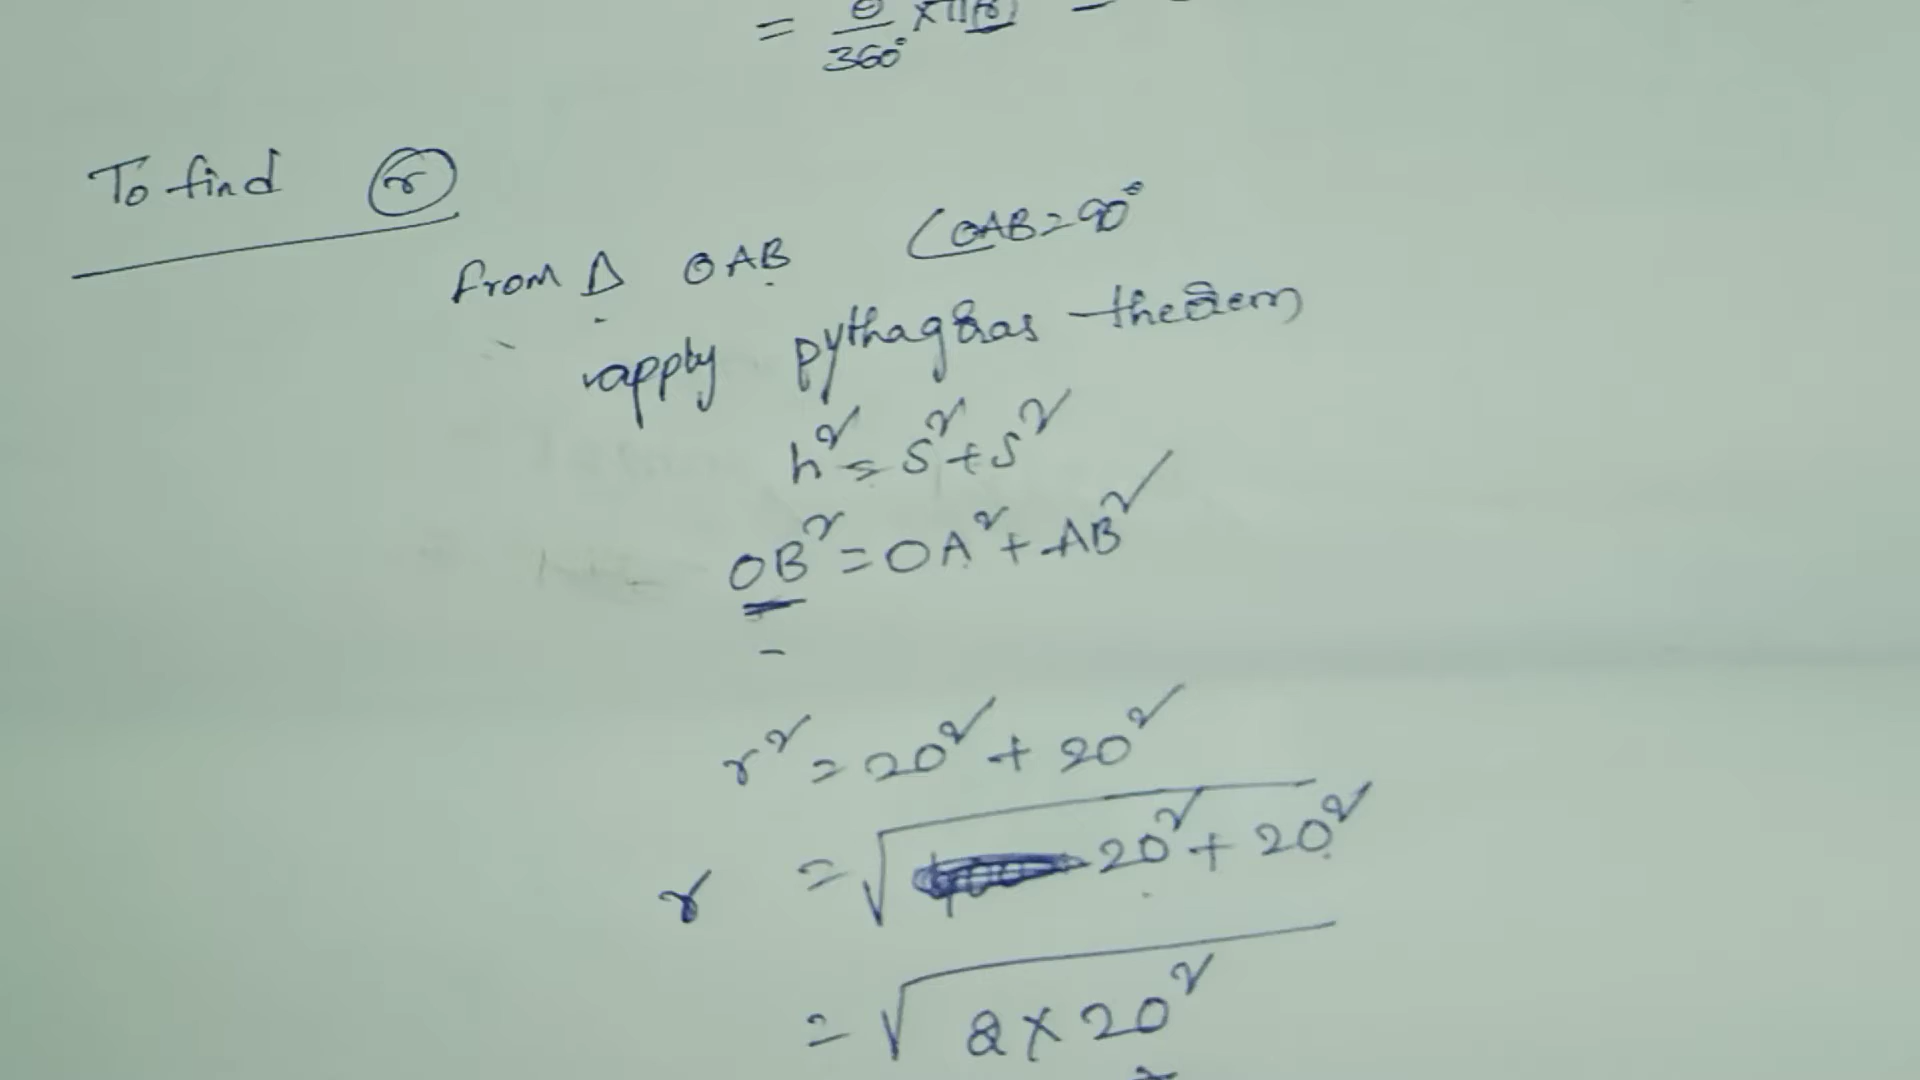 = θ/360° × π(r)
To find r
From Δ OAB ∠OAB = 90°
apply pythagoras theorem
h² = s² + s²
OB² = OA² + AB²
r² = 20² + 20²
r = √20² + 20²
= √2 × 20²